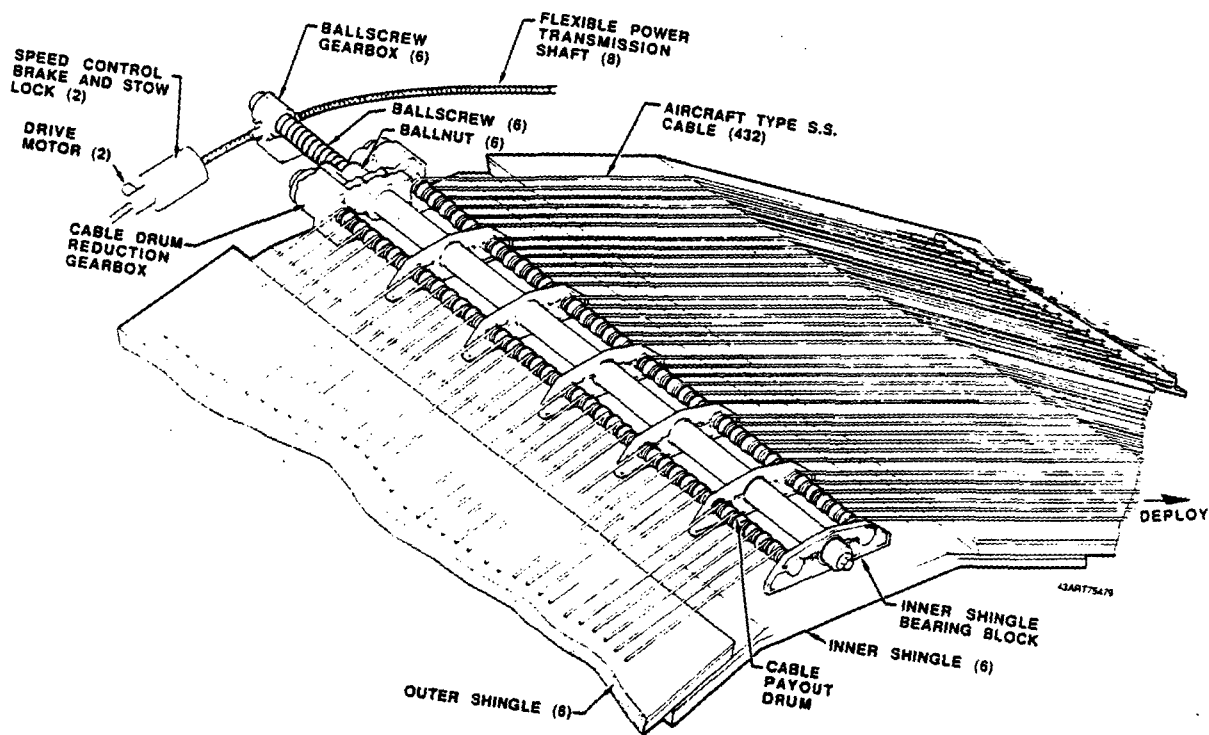 BALLSCREW
GEARBOX (6)
FLEXIBLE POWER
TRANSMISSION
SHAFT (8)
SPEED CONTROL
BRAKE AND STOW
LOCK (2)
DRIVE
MOTOR (2)
BALLSCREW (6)
BALLNUT (6)
AIRCRAFT TYPE S.S.
CABLE (432)
CABLE DRUM
REDUCTION
GEARBOX
DEPLOY
43ART75479
INNER SHINGLE
BEARING BLOCK
INNER SHINGLE (6)
CABLE
PAYOUT
DRUM
OUTER SHINGLE (6)